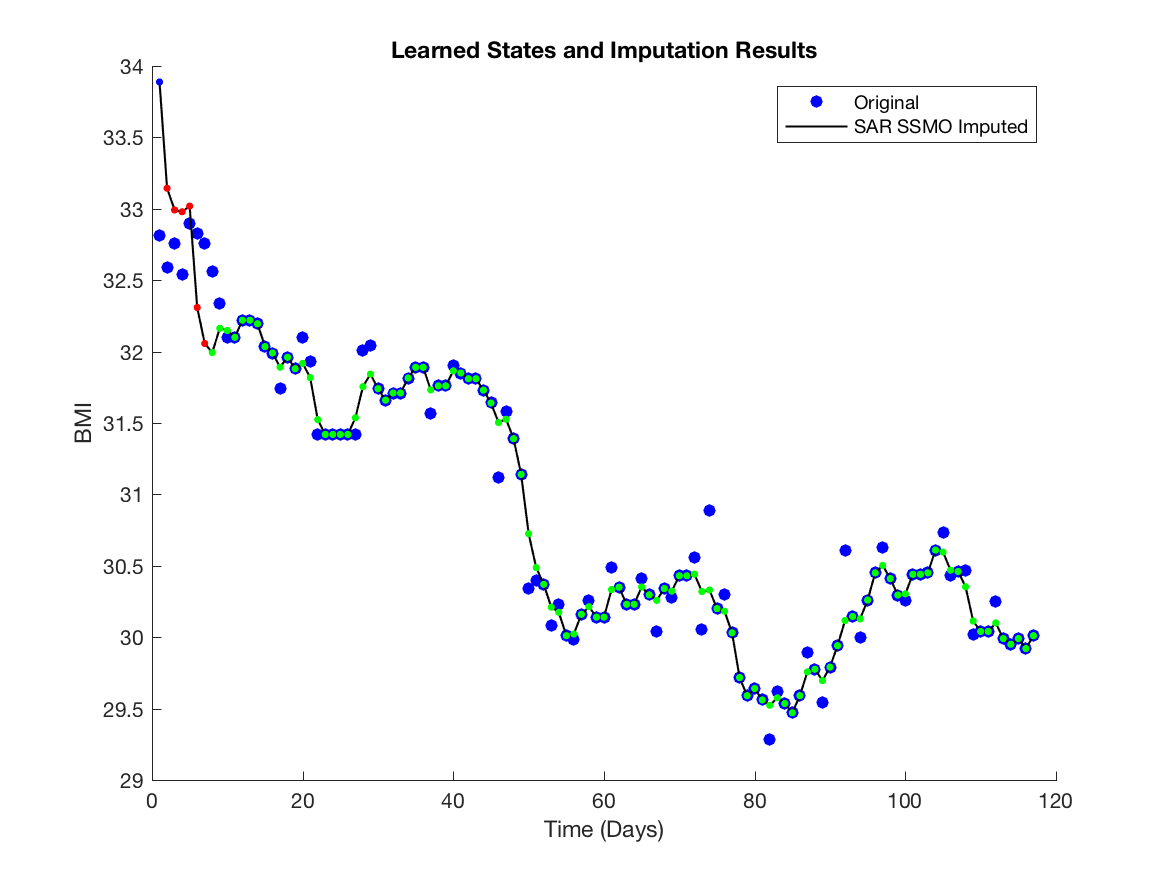 Learned States and Imputation Results
Original
SAR SSMO Imputed
BMI
34
33.5
33
32.5
32
31.5
31
30.5
30
29.5
29
0 20 40 60 80 100 120
Time (Days)